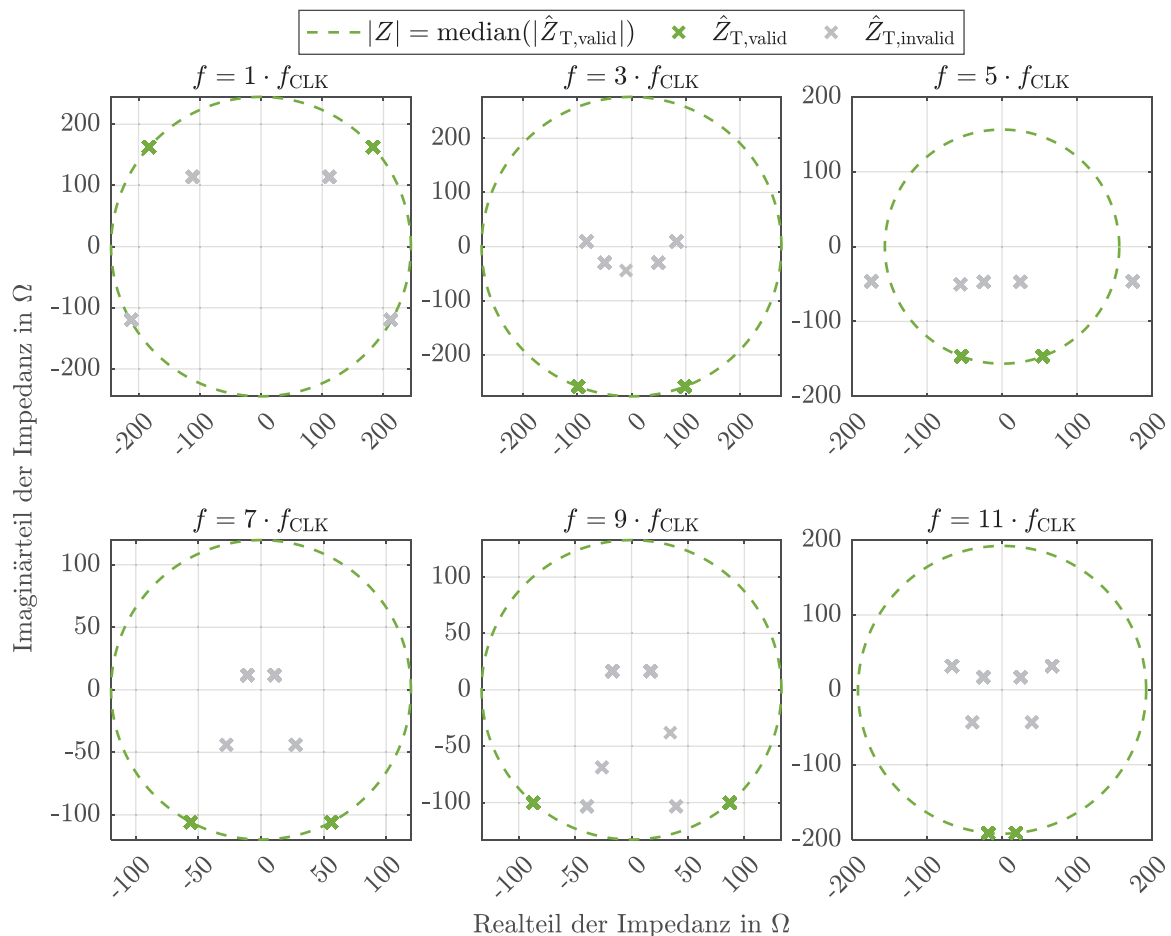 |Z| = median(|Ẑ_T,valid|) Ẑ_T,valid Ẑ_T,invalid
f = 1 · f_CLK
200
100
0
-100
-200
-200 -100 0 100 200
f = 3 · f_CLK
200
100
0
-100
-200
-200 -100 0 100 200
f = 5 · f_CLK
200
100
0
-100
-200
-200 -100 0 100 200
f = 7 · f_CLK
100
50
0
-50
-100
-100 0 100
f = 9 · f_CLK
100
50
0
-50
-100
-100 0 100
f = 11 · f_CLK
200
100
0
-100
-200
-200 -100 0 100 200
Imaginärteil der Impedanz in Ω
Realteil der Impedanz in Ω